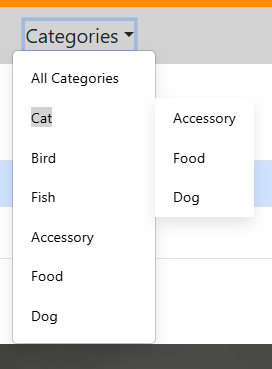 Categories
All Categories
Cat
Bird
Fish
Accessory
Food
Dog
Accessory
Food
Dog